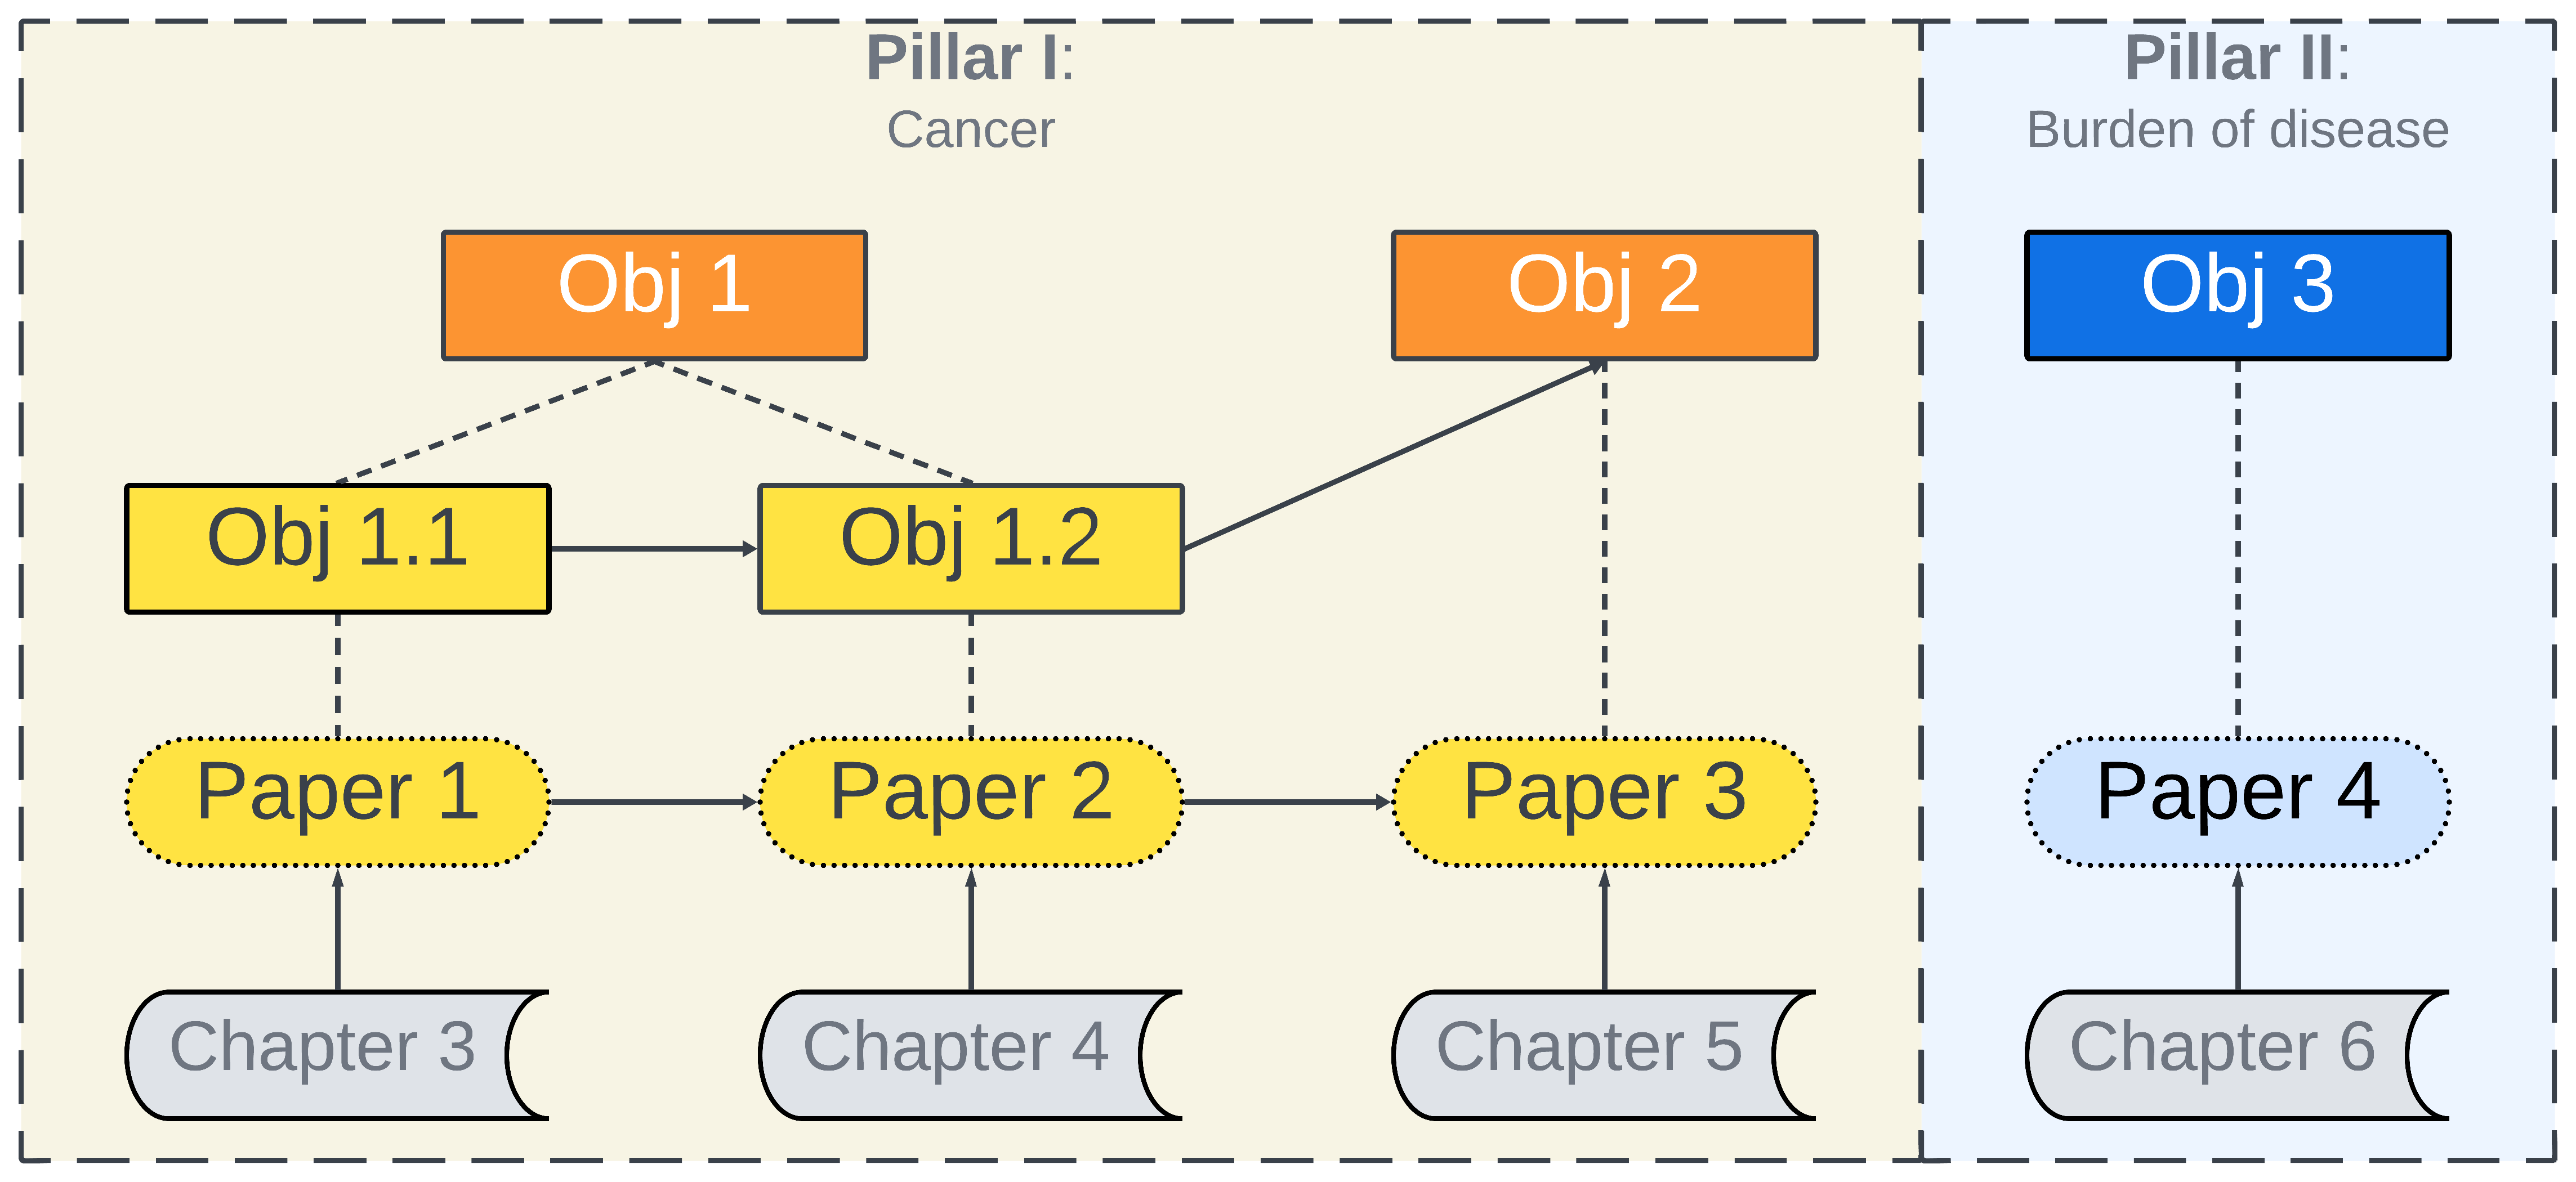 Pillar I:
Cancer
Pillar II:
Burden of disease
Obj 1
Obj 2
Obj 3
Obj 1.1
Obj 1.2
Paper 1
Paper 2
Paper 3
Paper 4
Chapter 3
Chapter 4
Chapter 5
Chapter 6